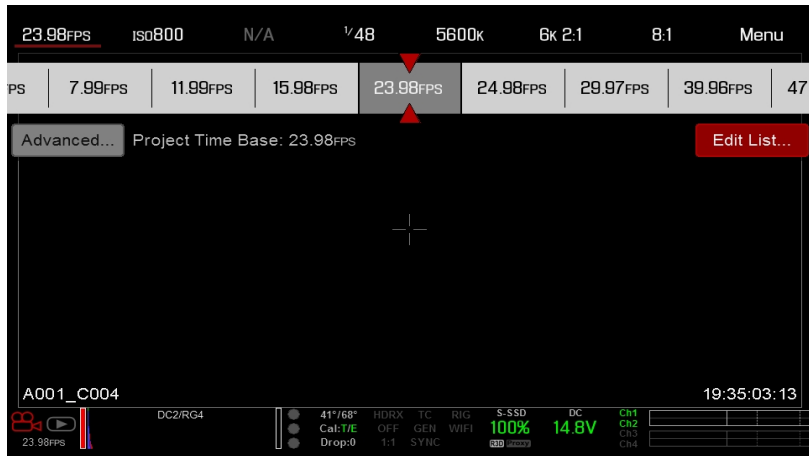 23.98FPS ISO800 N/A 1/48 5600K 6K 2:1 8:1 Menu
PS 7.99FPS 11.99FPS 15.98FPS 23.98FPS 24.98FPS 29.97FPS 39.96FPS 47
Advanced... Project Time Base: 23.98FPS Edit List...
A001_C004 19:35:03:13
DC2/RG4 41°/68° HDRX TC RIG S-SSD DC Ch1
Cal:T/E OFF GEN WIFI 100% 14.8V Ch2
Ch3
23.98FPS Drop:0 1:1 SYNC R3D Proxy Ch4